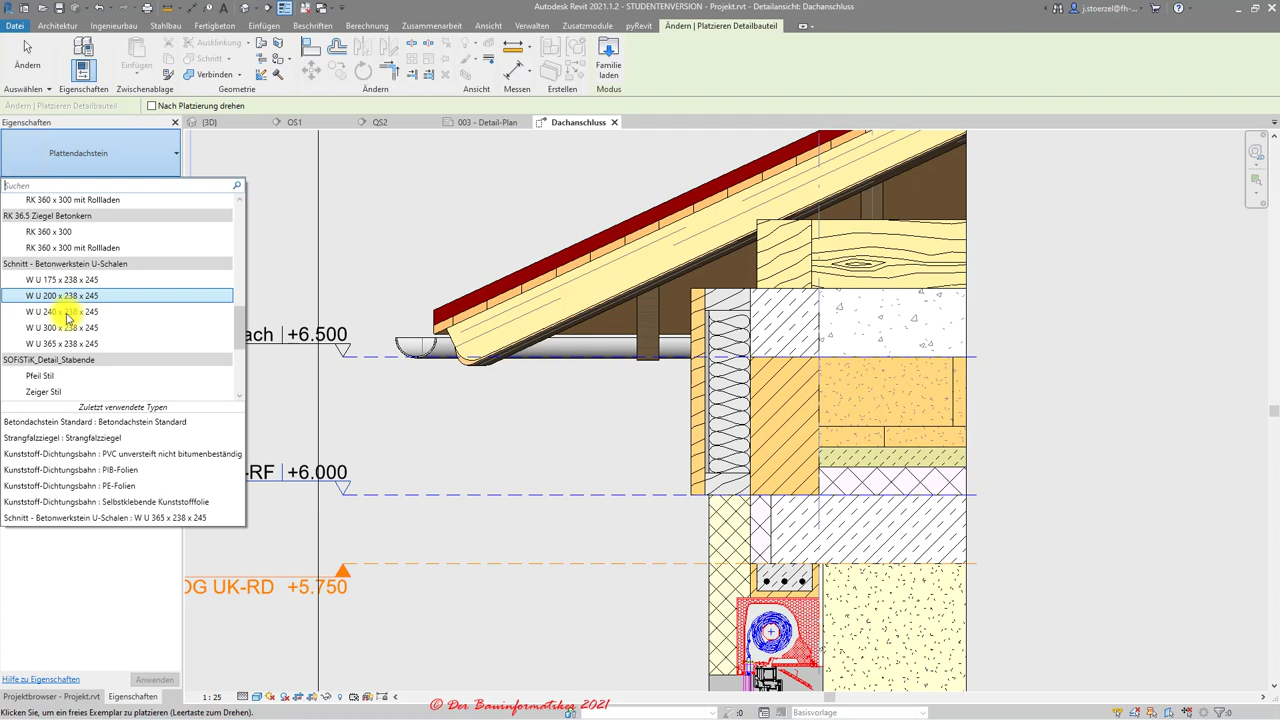 Autodesk Revit 2021.1.2 - STUDENTENVERSION - Projekt.rvt - Detailansicht: Dachanschluss
j.stoerzel@fh-...
Datei Architektur Ingenieurbau Stahlbau Fertigbeton Einfügen Beschriften Berechnung Zusammenarbeit Ansicht Verwalten Zusatzmodule pyRevit Ändern | Platzieren Detailbauteil
Ausklinkung
Schnitt
Verbinden
Ändern
Einfügen
Familie
laden
Auswählen Eigenschaften Zwischenablage Geometrie Ändern Ansicht Messen Erstellen Modus
Ändern | Platzieren Detailbauteil Nach Platzierung drehen
Eigenschaften
{3D} OS1 QS2 003 - Detail-Plan Dachanschluss
Plattendachstein
Suchen
RK 360 x 300 mit Rollladen
RK 36.5 Ziegel Betonkern
RK 360 x 300
RK 360 x 300 mit Rollladen
Schnitt - Betonwerkstein U-Schalen
W U 175 x 238 x 245
W U 200 x 238 x 245
W U 240 x 238 x 245
W U 300 x 238 x 245
W U 365 x 238 x 245
SOFiSTiK_Detail_Stabende
Pfeil Stil
Zeiger Stil
Zuletzt verwendete Typen
Betondachstein Standard : Betondachstein Standard
Strangfalzziegel : Strangfalzziegel
Kunststoff-Dichtungsbahn : PVC unversteift nicht bitumenbeständig
Kunststoff-Dichtungsbahn : PIB-Folien
Kunststoff-Dichtungsbahn : PE-Folien
Kunststoff-Dichtungsbahn : Selbstklebende Kunststofffolie
Schnitt - Betonwerkstein U-Schalen : W U 365 x 238 x 245
ach +6.500
-RF +6.000
OG UK-RD +5.750
Hilfe zu Eigenschaften Anwenden
Projektbrowser - Projekt.rvt Eigenschaften
1 : 25
© Der Bauinformatiker 2021
Klicken Sie, um ein freies Exemplar zu platzieren (Leertaste zum Drehen).
:0
Basisvorlage
:0